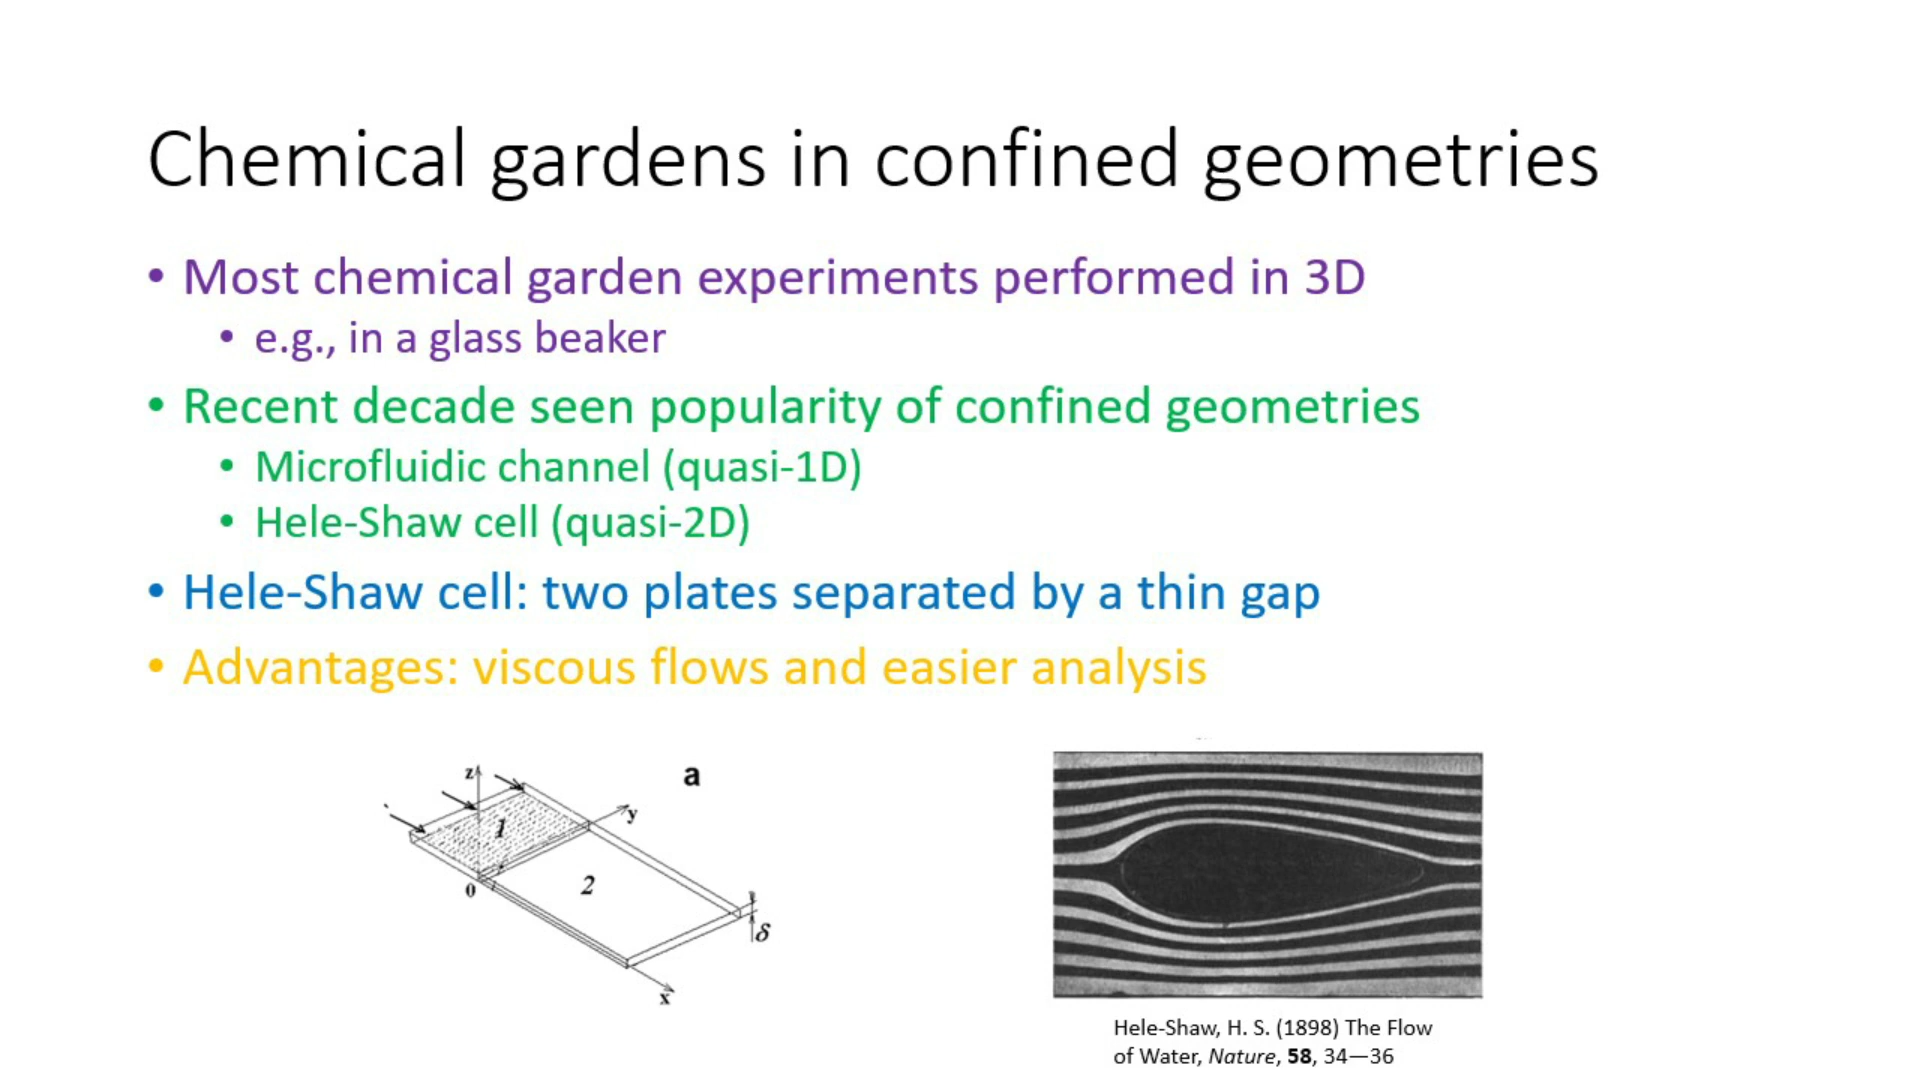 Chemical gardens in confined geometries
• Most chemical garden experiments performed in 3D
• e.g., in a glass beaker
• Recent decade seen popularity of confined geometries
• Microfluidic channel (quasi-1D)
• Hele-Shaw cell (quasi-2D)
• Hele-Shaw cell: two plates separated by a thin gap
• Advantages: viscous flows and easier analysis
a
z
y
1
2
0
δ
x
Hele-Shaw, H. S. (1898) The Flow
of Water, Nature, 58, 34—36